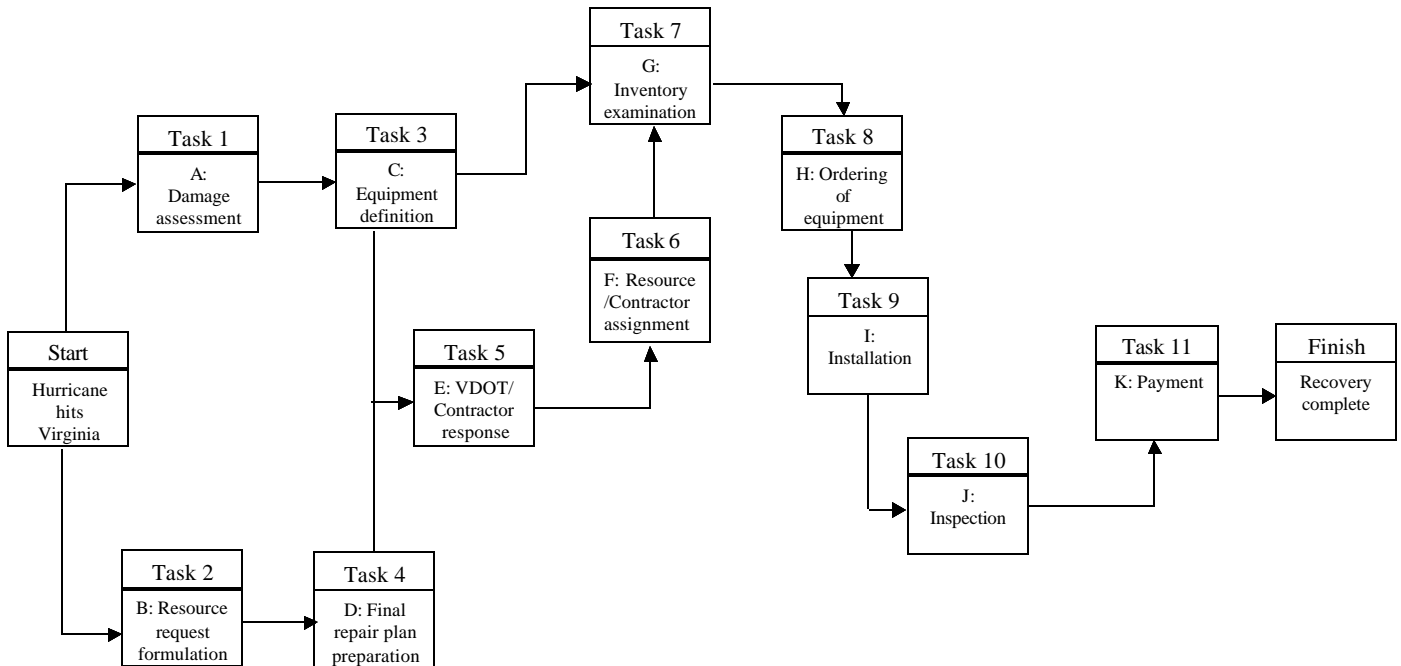 Start
Hurricane
hits
Virginia
Task 1
A:
Damage
assessment
Task 2
B: Resource
request
formulation
Task 3
C:
Equipment
definition
Task 4
D: Final
repair plan
preparation
Task 5
E: VDOT/
Contractor
response
Task 6
F: Resource
/Contractor
assignment
Task 7
G:
Inventory
examination
Task 8
H: Ordering
of
equipment
Task 9
I:
Installation
Task 10
J:
Inspection
Task 11
K: Payment
Finish
Recovery
complete